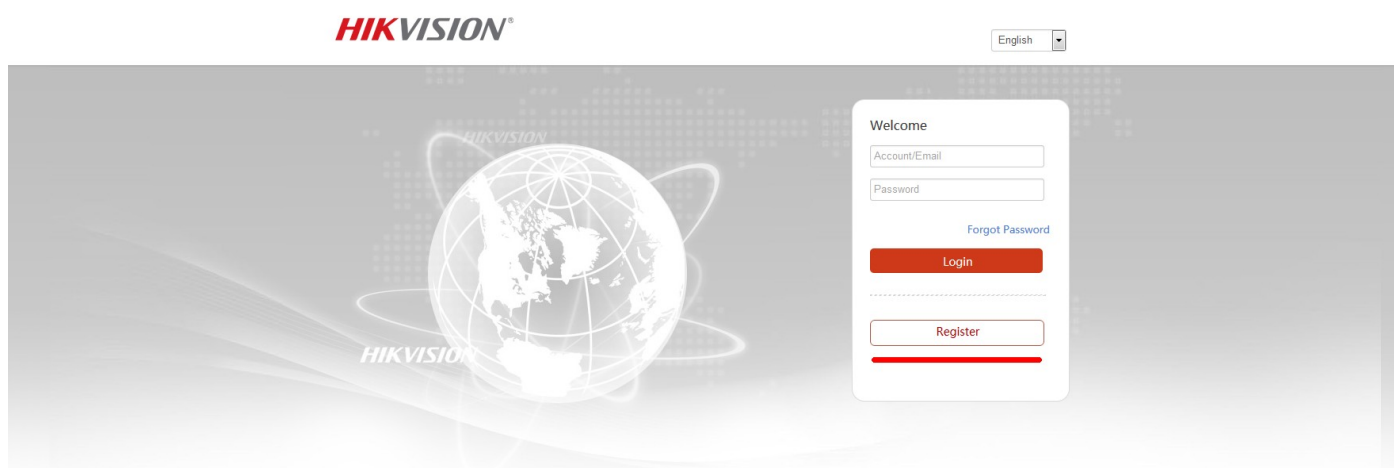 HIKVISION®
English
HIKVISION
Welcome
Account/Email
Password
Forgot Password
Login
Register
HIKVISION